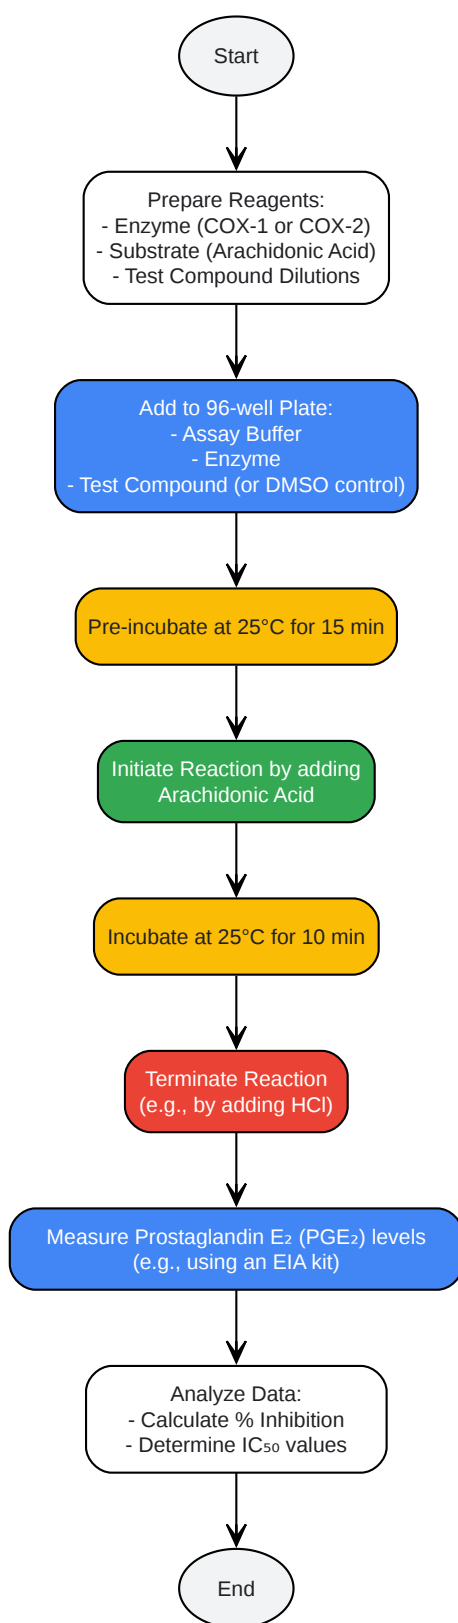 Start
Prepare Reagents:
- Enzyme (COX-1 or COX-2)
- Substrate (Arachidonic Acid)
- Test Compound Dilutions
Add to 96-well Plate:
- Assay Buffer
- Enzyme
- Test Compound (or DMSO control)
Pre-incubate at 25°C for 15 min
Initiate Reaction by adding
Arachidonic Acid
Incubate at 25°C for 10 min
Terminate Reaction
(e.g., by adding HCl)
Measure Prostaglandin E₂ (PGE₂) levels
(e.g., using an EIA kit)
Analyze Data:
- Calculate % Inhibition
- Determine IC₅₀ values
End